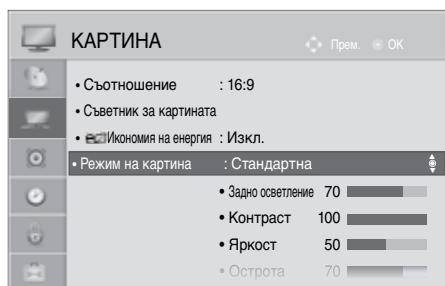 КАРТИНА Прем. OK
• Съотношение : 16:9
• Съветник за картината
• Икономия на енергия : Изкл.
• Режим на картина : Стандартна
• Задно осветление 70
• Контраст 100
• Яркост 50
• Острота 70